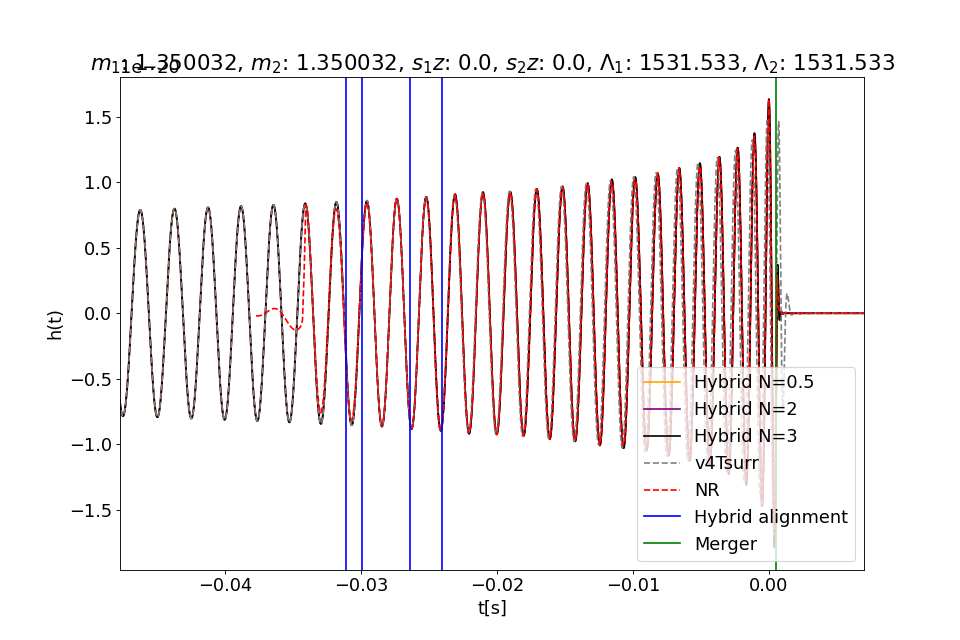 m₁: 1.350032, m₂: 1.350032, s₁z: 0.0, s₂z: 0.0, Λ₁: 1531.533, Λ₂: 1531.533
1e−20
1.5
1.0
0.5
0.0
−0.5
−1.0
−1.5
h(t)
Hybrid N=0.5
Hybrid N=2
Hybrid N=3
v4Tsurr
NR
Hybrid alignment
Merger
−0.04 −0.03 −0.02 −0.01 0.00
t[s]